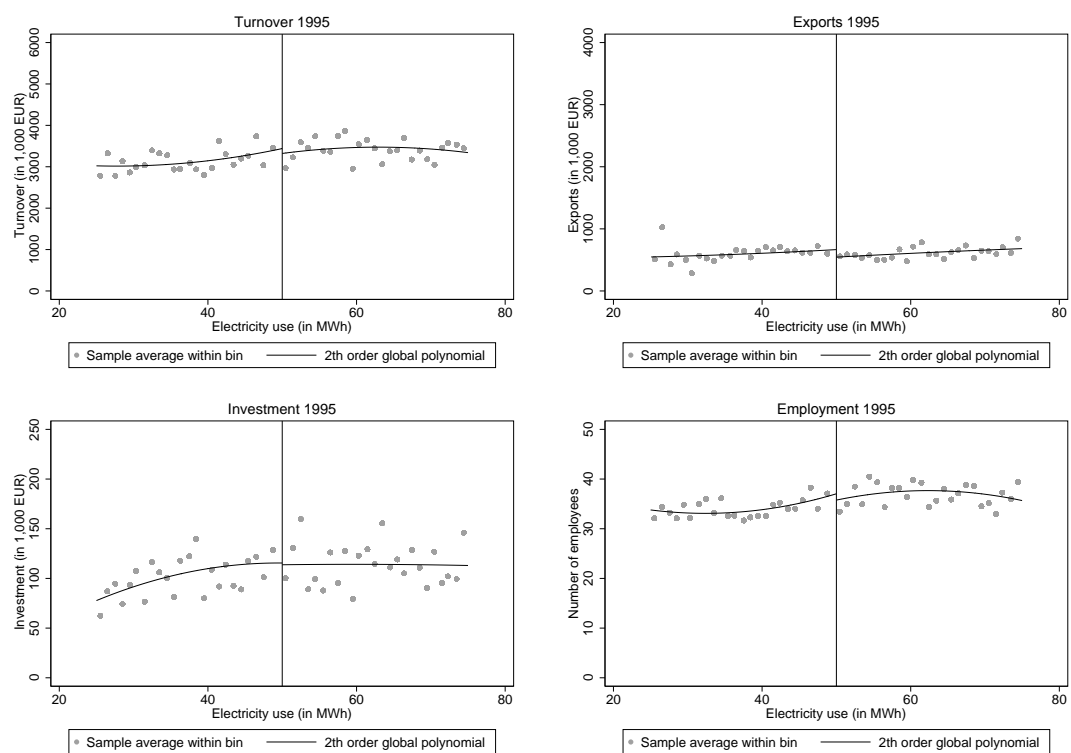 Turnover 1995
Turnover (in 1,000 EUR)
6000
5000
4000
3000
2000
1000
0
20 40 60 80
Electricity use (in MWh)
Sample average within bin 2th order global polynomial
Exports 1995
Exports (in 1,000 EUR)
4000
3000
2000
1000
0
20 40 60 80
Electricity use (in MWh)
Sample average within bin 2th order global polynomial
Investment 1995
Investment (in 1,000 EUR)
250
200
150
100
50
0
20 40 60 80
Electricity use (in MWh)
Sample average within bin 2th order global polynomial
Employment 1995
Number of employees
50
40
30
20
10
0
20 40 60 80
Electricity use (in MWh)
Sample average within bin 2th order global polynomial